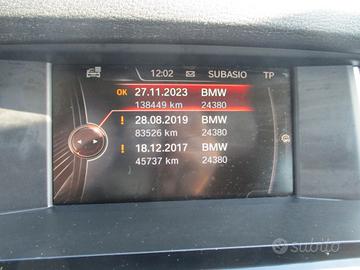 12:02 SUBASIO TP
OK 27.11.2023 BMW
138449 km 24380
! 28.08.2019 BMW
83526 km 24380
! 18.12.2017 BMW
45737 km 24380
subito